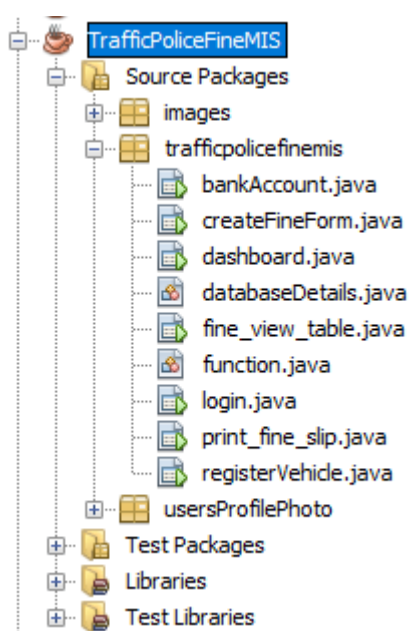 TrafficPoliceFineMIS
Source Packages
images
trafficpolicefinemis
bankAccount.java
createFineForm.java
dashboard.java
databaseDetails.java
fine_view_table.java
function.java
login.java
print_fine_slip.java
registerVehicle.java
usersProfilePhoto
Test Packages
Libraries
Test Libraries